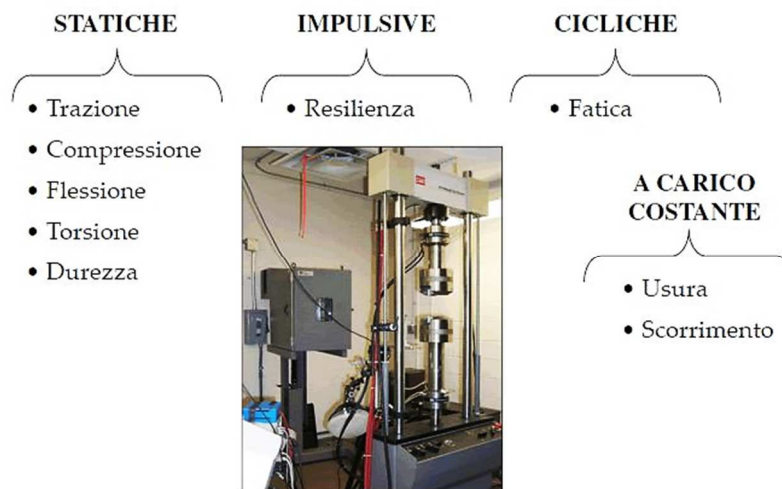 STATICHE
• Trazione
• Compressione
• Flessione
• Torsione
• Durezza
IMPULSIVE
• Resilienza
CICLICHE
• Fatica
A CARICO
COSTANTE
• Usura
• Scorrimento